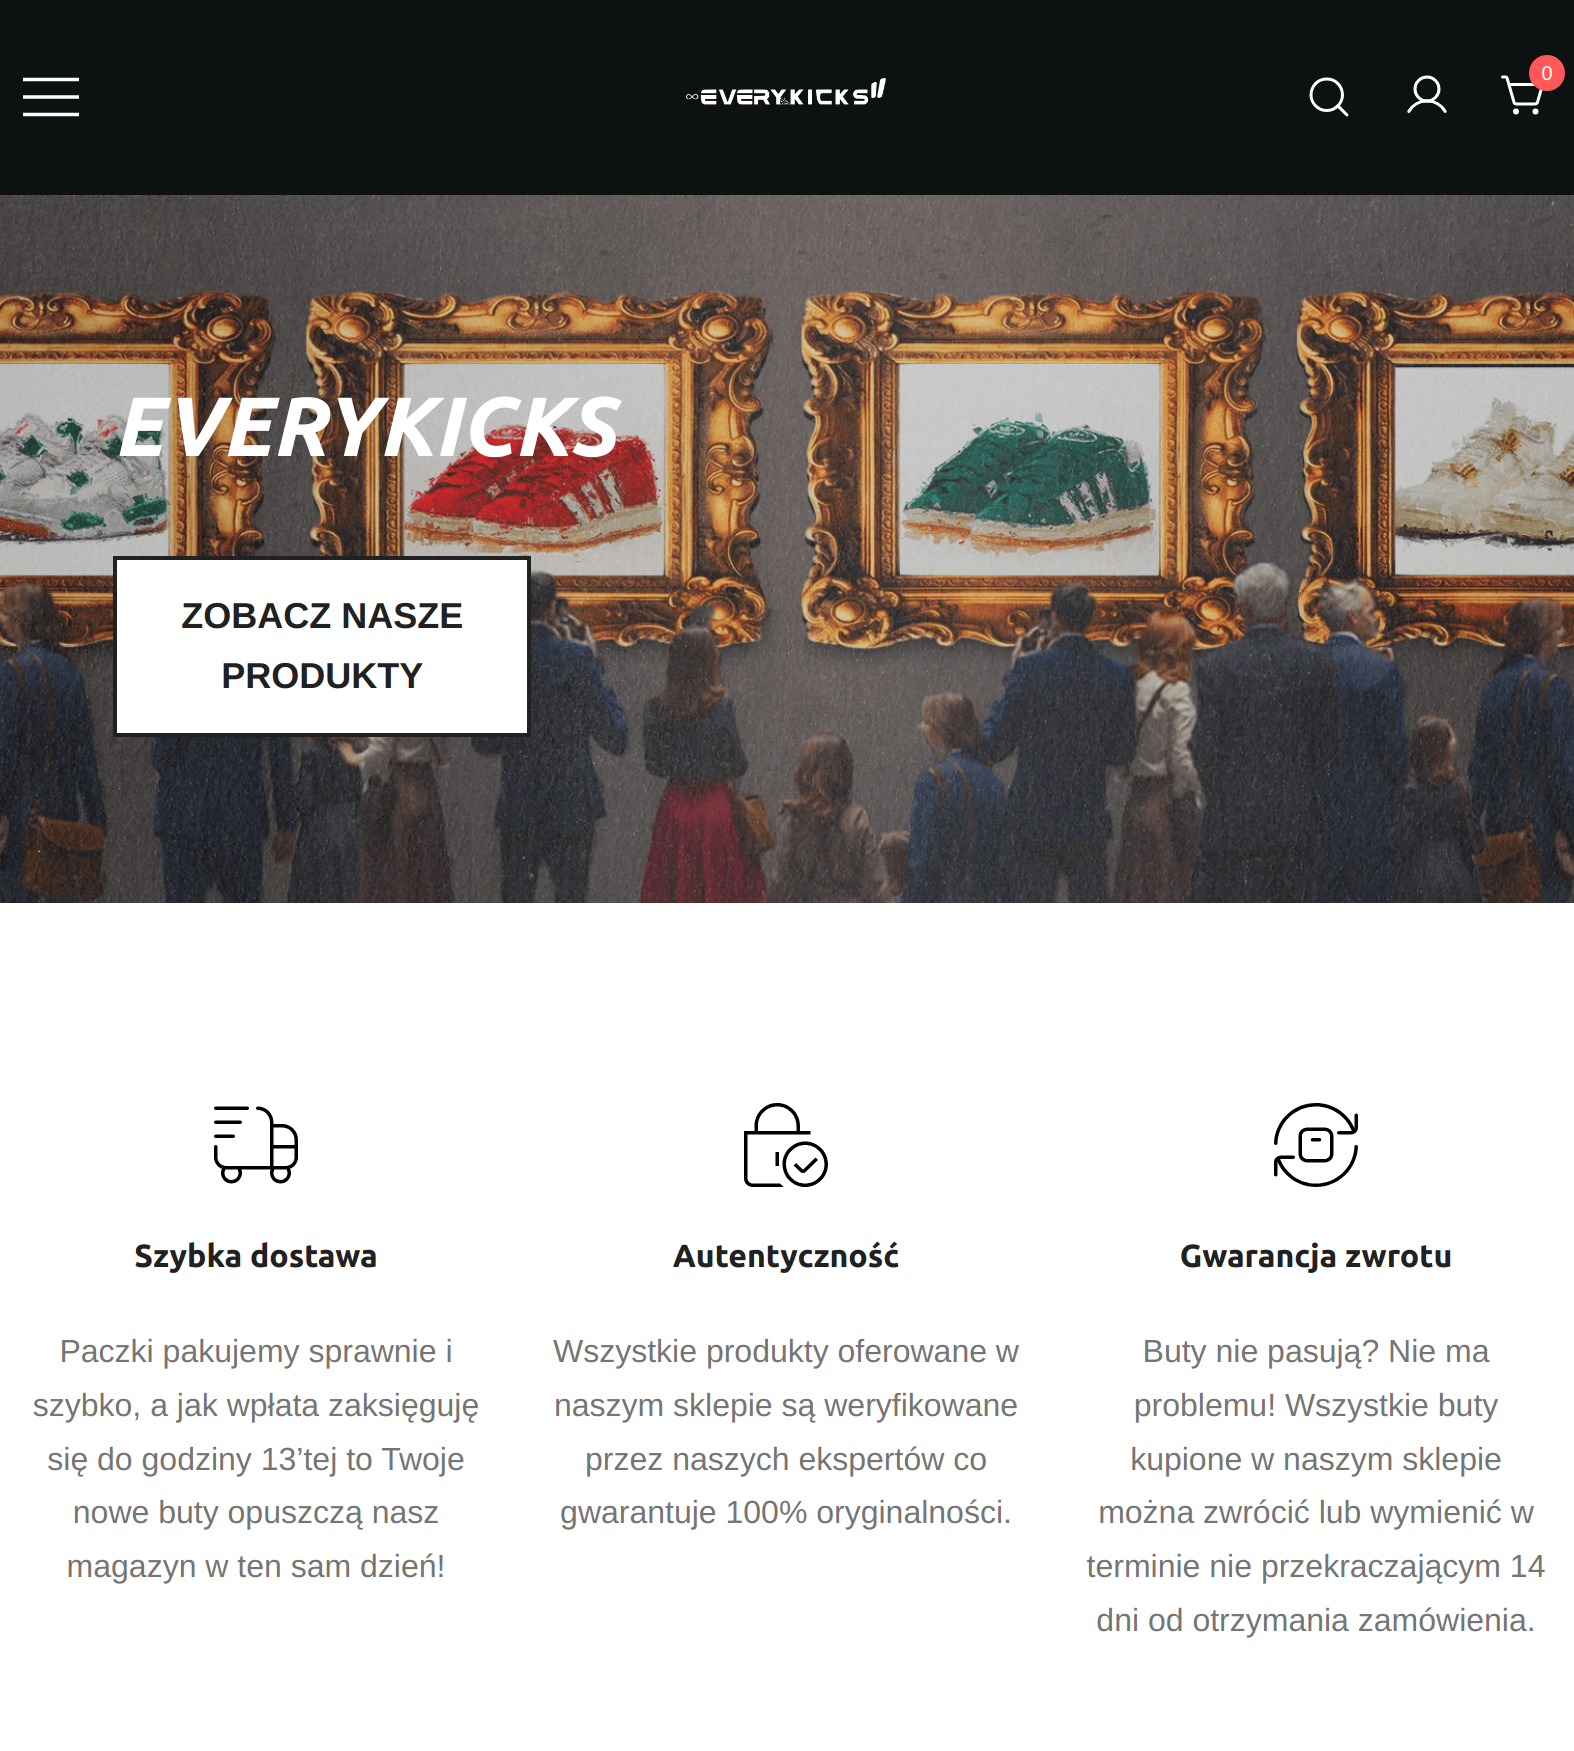 EVERYKICKS
0
EVERYKICKS
ZOBACZ NASZE
PRODUKTY
Szybka dostawa
Paczki pakujemy sprawnie i
szybko, a jak wpłata zaksięguję
się do godziny 13’tej to Twoje
nowe buty opuszczą nasz
magazyn w ten sam dzień!
Autentyczność
Wszystkie produkty oferowane w
naszym sklepie są weryfikowane
przez naszych ekspertów co
gwarantuje 100% oryginalności.
Gwarancja zwrotu
Buty nie pasują? Nie ma
problemu! Wszystkie buty
kupione w naszym sklepie
można zwrócić lub wymienić w
terminie nie przekraczającym 14
dni od otrzymania zamówienia.